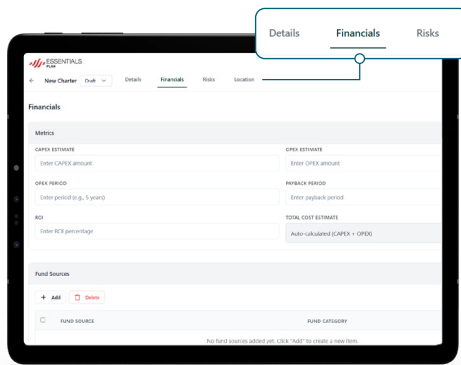 Details Financials Risks
ESSENTIALS
PLAN
← New Charter Draft Details Financials Risks Location
Financials
Metrics
CAPEX ESTIMATE OPEX ESTIMATE
Enter CAPEX amount Enter OPEX amount
OPEX PERIOD PAYBACK PERIOD
Enter period (e.g., 5 years) Enter payback period
ROI TOTAL COST ESTIMATE
Enter ROI percentage Auto-calculated (CAPEX + OPEX)
Fund Sources
+ Add Delete
FUND SOURCE FUND CATEGORY
No fund sources added yet. Click "Add" to create a new item.